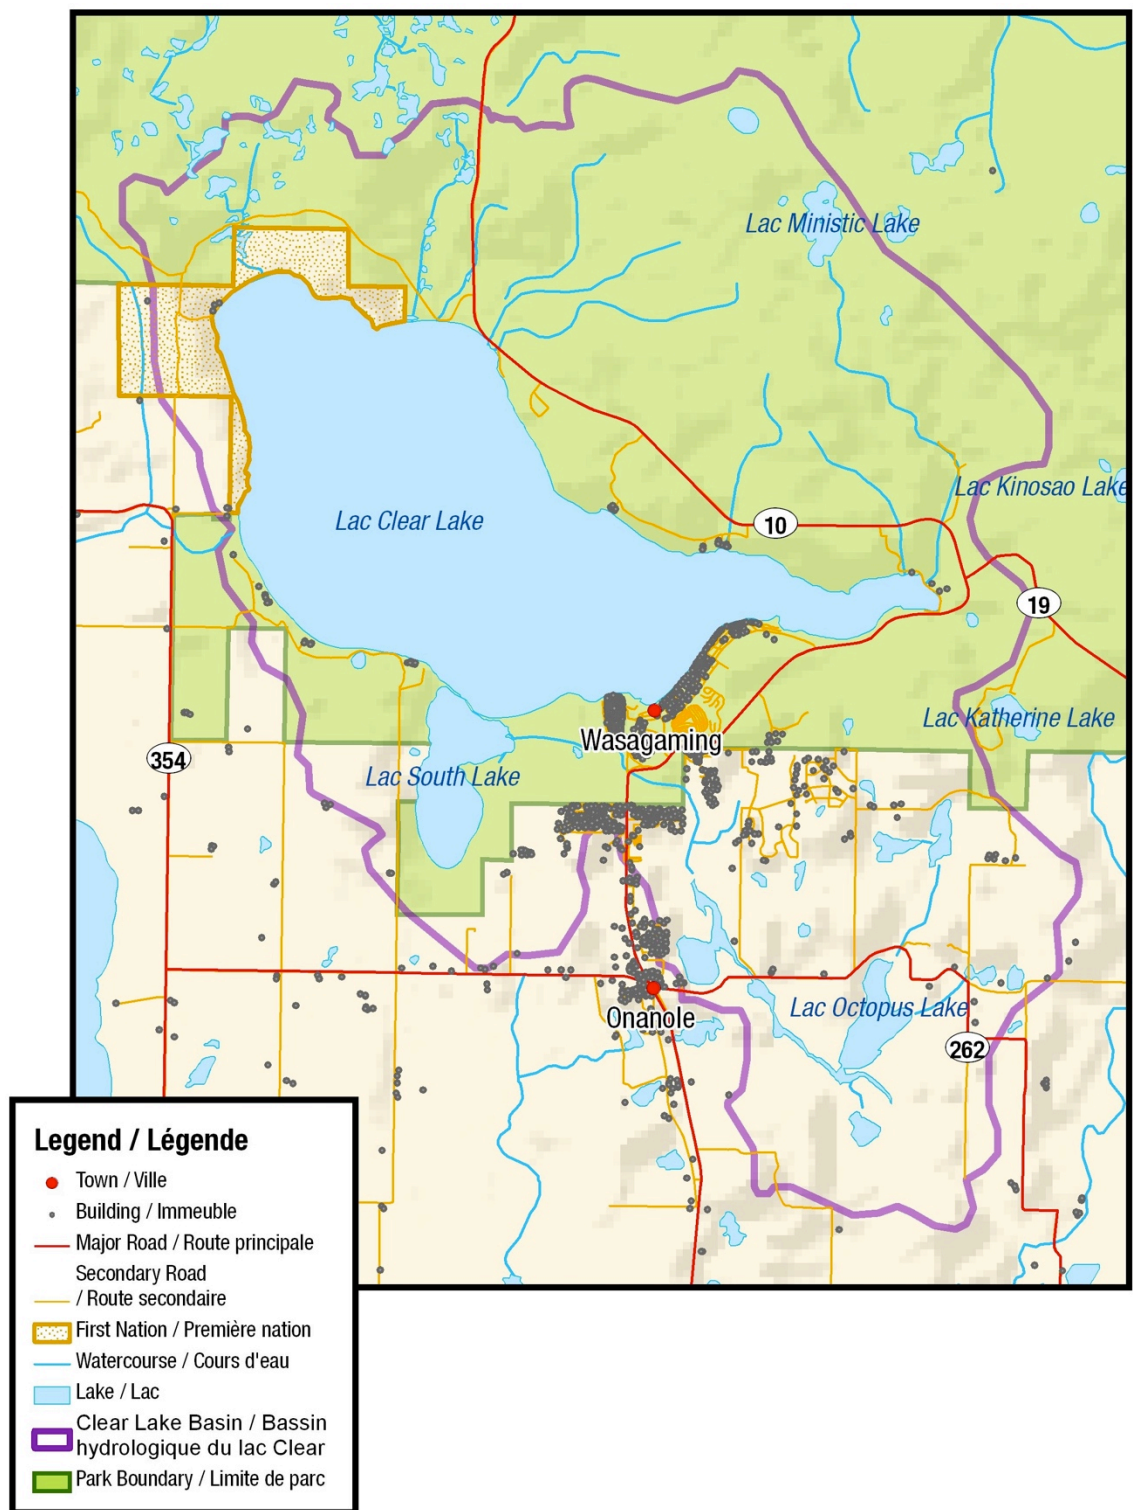 Lac Ministic Lake
Lac Kinosao Lake
Lac Clear Lake
10
19
Wasagaming
Lac Katherine Lake
354
Lac South Lake
Lac Octopus Lake
Onanole
262
Legend / Légende
Town / Ville
Building / Immeuble
Major Road / Route principale
Secondary Road
/ Route secondaire
First Nation / Première nation
Watercourse / Cours d'eau
Lake / Lac
Clear Lake Basin / Bassin
hydrologique du lac Clear
Park Boundary / Limite de parc